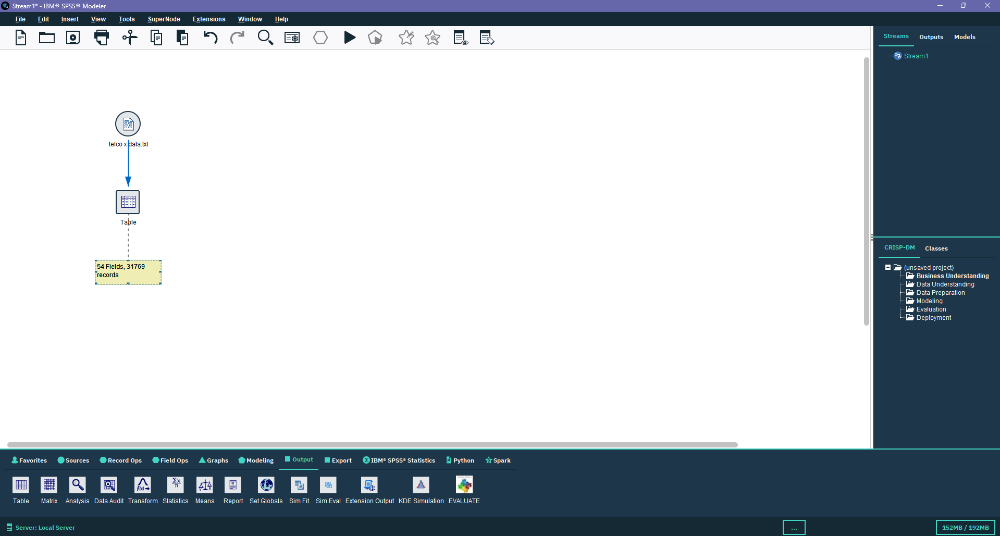 Stream1* - IBM® SPSS® Modeler
File Edit Insert View Tools SuperNode Extensions Window Help
Streams Outputs Models
Stream1
telco x data.txt
Table
54 Fields, 31769
records
CRISP-DM Classes
(unsaved project)
Business Understanding
Data Understanding
Data Preparation
Modeling
Evaluation
Deployment
Favorites Sources Record Ops Field Ops Graphs Modeling Output Export IBM® SPSS® Statistics Python Spark
Table Matrix Analysis Data Audit Transform Statistics Means Report Set Globals Sim Fit Sim Eval Extension Output KDE Simulation EVALUATE
Server: Local Server ... 152MB / 192MB